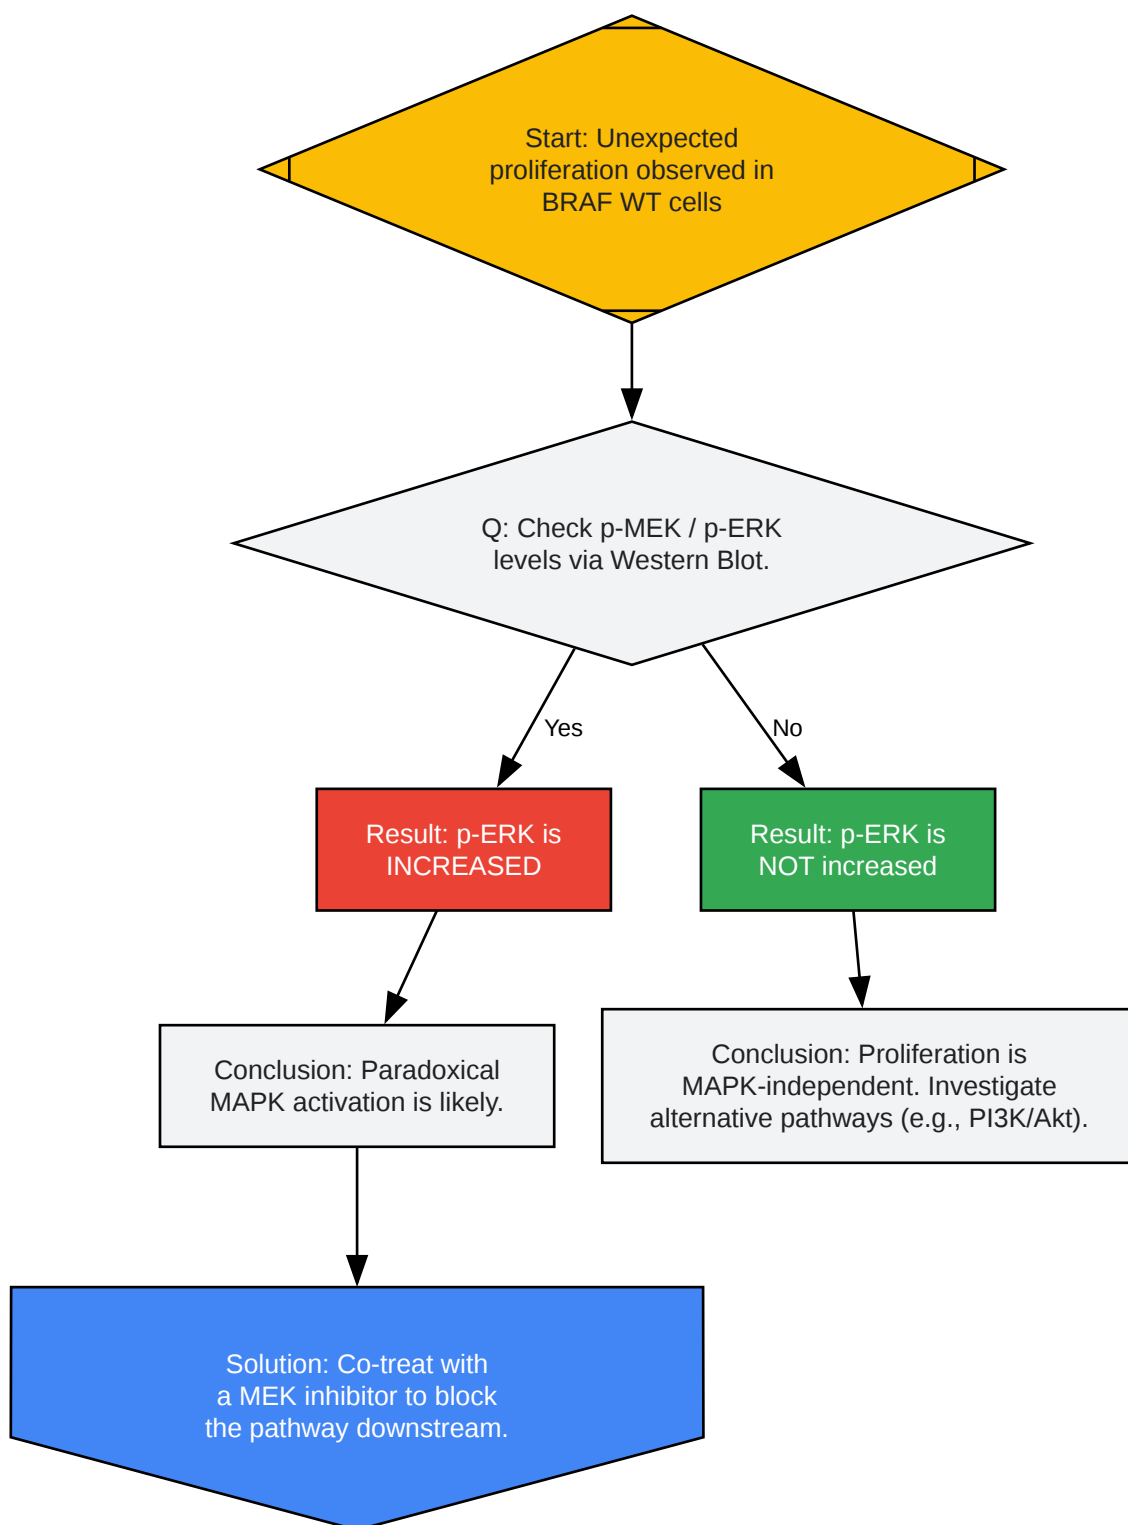 Start: Unexpected
proliferation observed in
BRAF WT cells
Q: Check p-MEK / p-ERK
levels via Western Blot.
Yes
No
Result: p-ERK is
INCREASED
Result: p-ERK is
NOT increased
Conclusion: Paradoxical
MAPK activation is likely.
Conclusion: Proliferation is
MAPK-independent. Investigate
alternative pathways (e.g., PI3K/Akt).
Solution: Co-treat with
a MEK inhibitor to block
the pathway downstream.